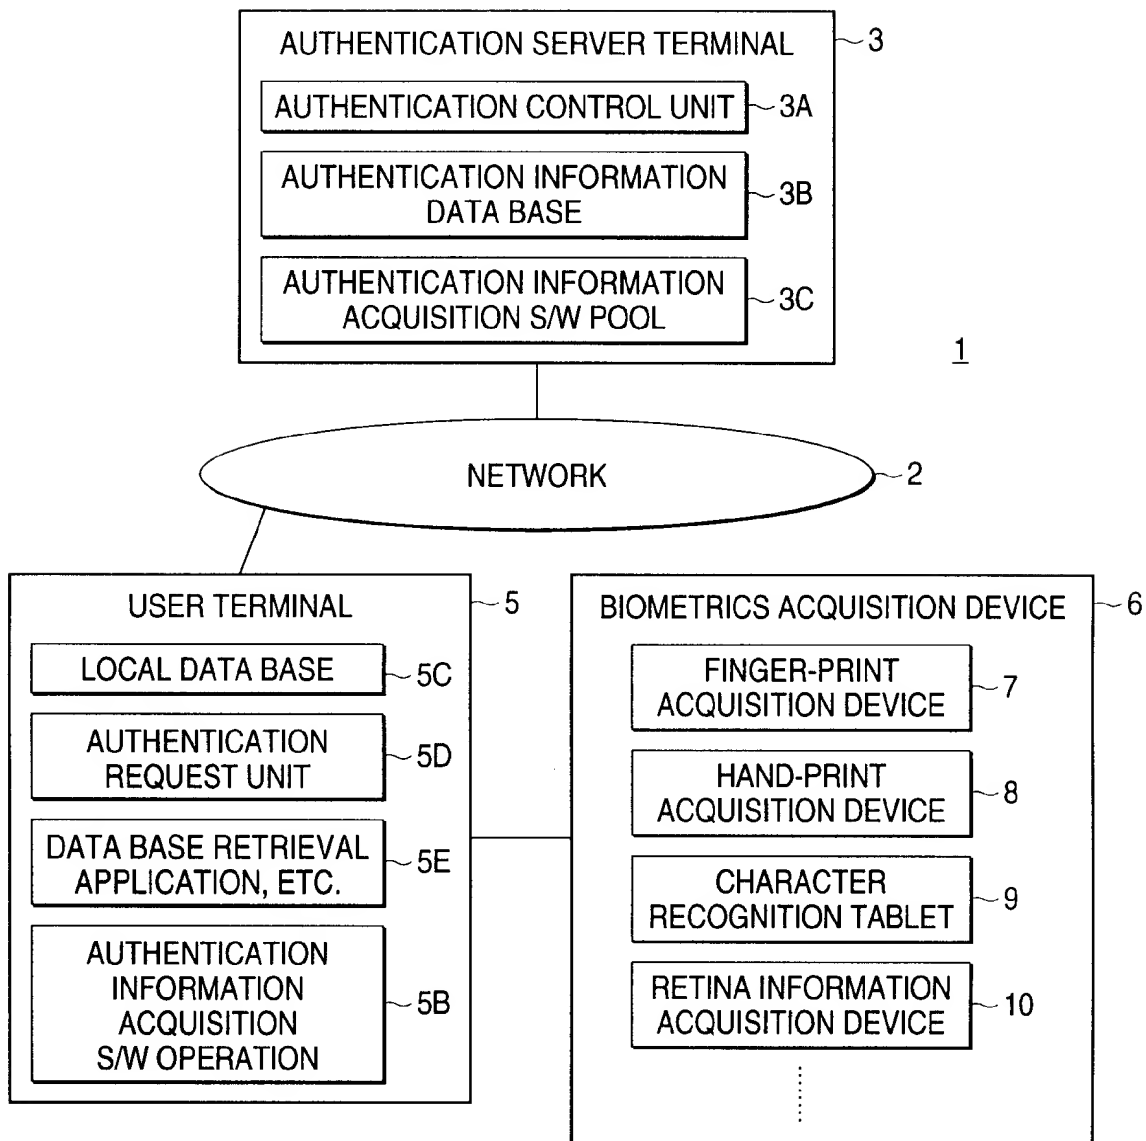 AUTHENTICATION SERVER TERMINAL
3
AUTHENTICATION CONTROL UNIT
3A
AUTHENTICATION INFORMATION
DATA BASE
3B
AUTHENTICATION INFORMATION
ACQUISITION S/W POOL
3C
1
NETWORK
2
USER TERMINAL
5
LOCAL DATA BASE
5C
AUTHENTICATION
REQUEST UNIT
5D
DATA BASE RETRIEVAL
APPLICATION, ETC.
5E
AUTHENTICATION
INFORMATION
ACQUISITION
S/W OPERATION
5B
BIOMETRICS ACQUISITION DEVICE
6
FINGER-PRINT
ACQUISITION DEVICE
7
HAND-PRINT
ACQUISITION DEVICE
8
CHARACTER
RECOGNITION TABLET
9
RETINA INFORMATION
ACQUISITION DEVICE
10